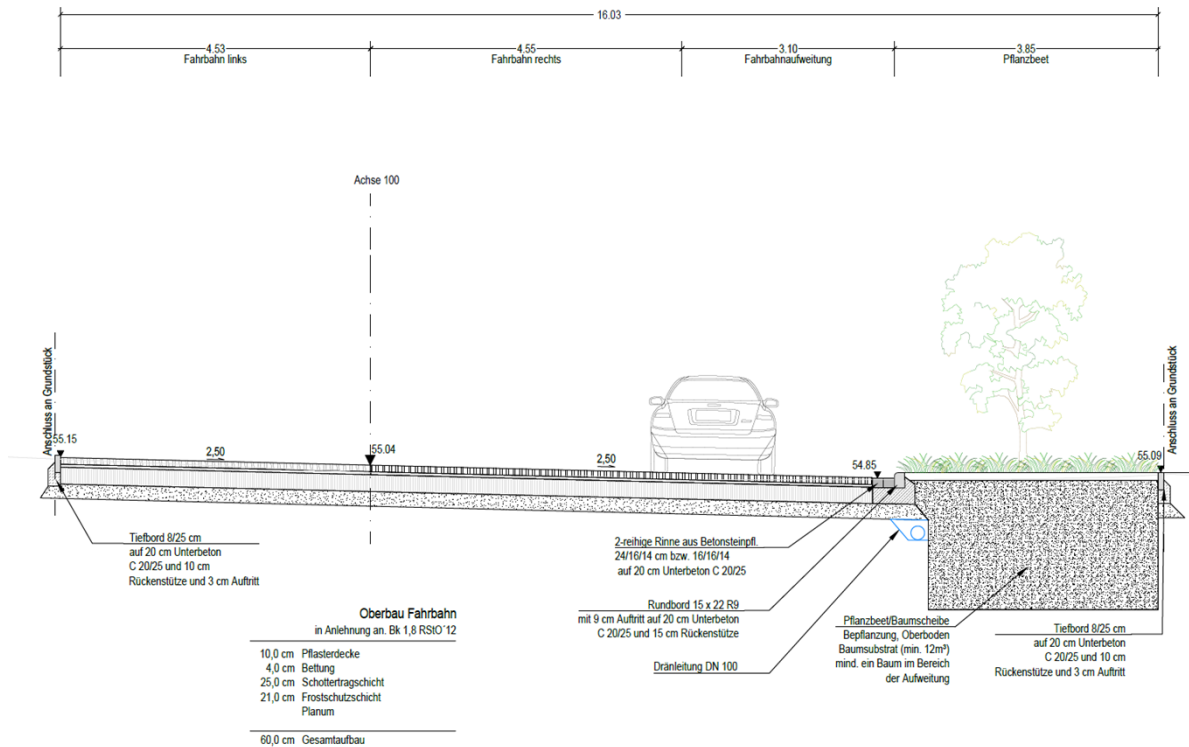 16.03
4.53
Fahrbahn links
4.55
Fahrbahn rechts
3.10
Fahrbahnaufweitung
3.85
Pflanzbeet
Achse 100
Anschluss an Grundstück
55.15
2,50
55.04
2,50
54.85
55.09
Anschluss an Grundstück
Tiefbord 8/25 cm
auf 20 cm Unterbeton
C 20/25 und 10 cm
Rückenstütze und 3 cm Auftritt
2-reihige Rinne aus Betonsteinpfl.
24/16/14 cm bzw. 16/16/14
auf 20 cm Unterbeton C 20/25
Rundbord 15 x 22 R9
mit 9 cm Auftritt auf 20 cm Unterbeton
C 20/25 und 15 cm Rückenstütze
Dränleitung DN 100
Pflanzbeet/Baumscheibe
Bepflanzung, Oberboden
Baumsubstrat (min. 12m³)
mind. ein Baum im Bereich
der Aufweitung
Tiefbord 8/25 cm
auf 20 cm Unterbeton
C 20/25 und 10 cm
Rückenstütze und 3 cm Auftritt
Oberbau Fahrbahn
in Anlehnung an. Bk 1,8 RStO´12
10,0 cm Pflasterdecke
4,0 cm Bettung
25,0 cm Schottertragschicht
21,0 cm Frostschutzschicht
Planum
60,0 cm Gesamtaufbau